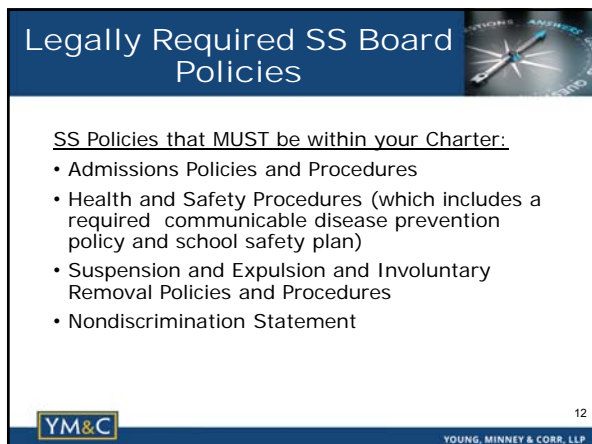 Legally Required SS Board
Policies
QUESTIONS ANSWERS
SS Policies that MUST be within your Charter:
• Admissions Policies and Procedures
• Health and Safety Procedures (which includes a
required communicable disease prevention
policy and school safety plan)
• Suspension and Expulsion and Involuntary
Removal Policies and Procedures
• Nondiscrimination Statement
12
YM&C
YOUNG, MINNEY & CORR, LLP